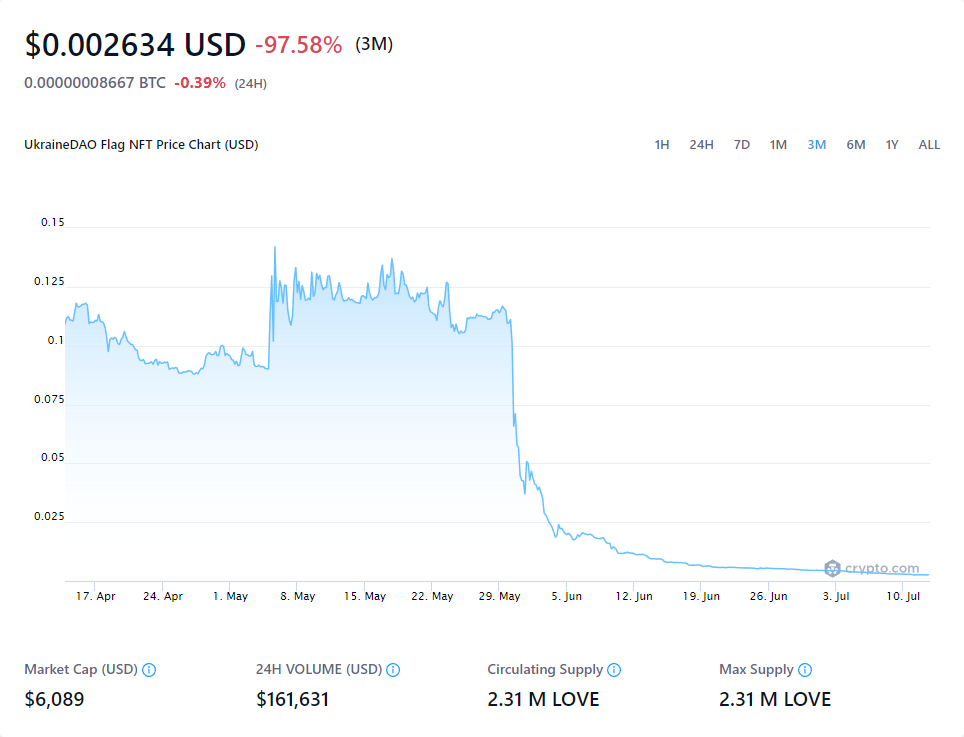 $0.002634 USD -97.58% (3M)
0.00000008667 BTC -0.39% (24H)
UkraineDAO Flag NFT Price Chart (USD) 1H 24H 7D 1M 3M 6M 1Y ALL
0.15
0.125
0.1
0.075
0.05
0.025
crypto.com
17. Apr 24. Apr 1. May 8. May 15. May 22. May 29. May 5. Jun 12. Jun 19. Jun 26. Jun 3. Jul 10. Jul
Market Cap (USD) 24H VOLUME (USD) Circulating Supply Max Supply
$6,089 $161,631 2.31 M LOVE 2.31 M LOVE